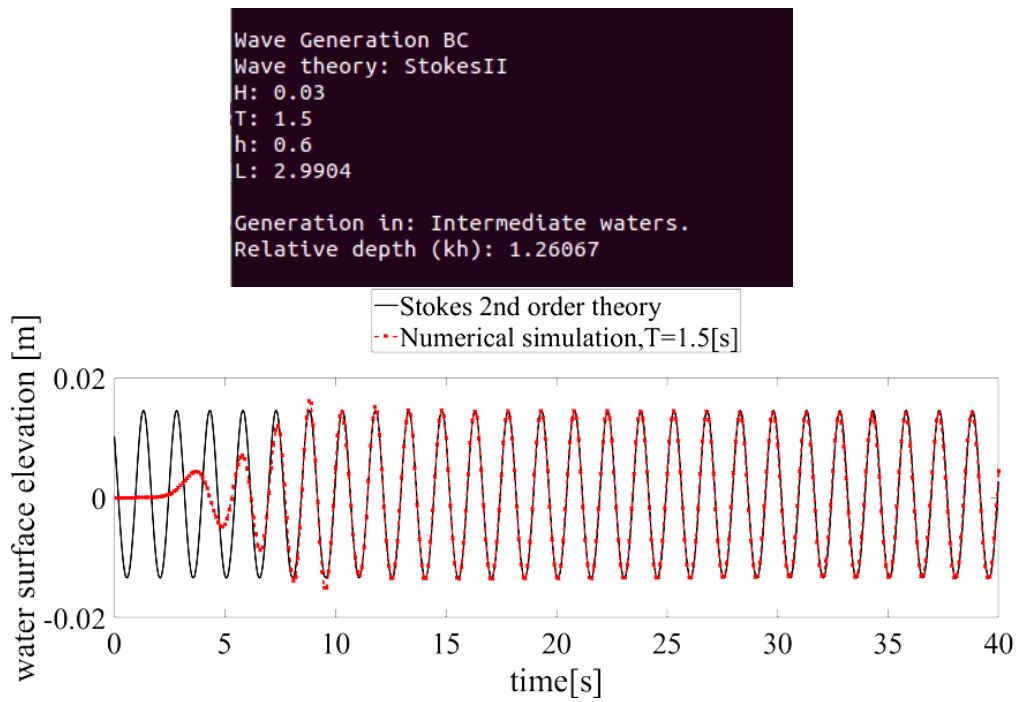 Wave Generation BC
Wave theory: StokesII
H: 0.03
T: 1.5
h: 0.6
L: 2.9904
Generation in: Intermediate waters.
Relative depth (kh): 1.26067
Stokes 2nd order theory
Numerical simulation,T=1.5[s]
water surface elevation [m]
0.02
0
-0.02
0 5 10 15 20 25 30 35 40
time[s]